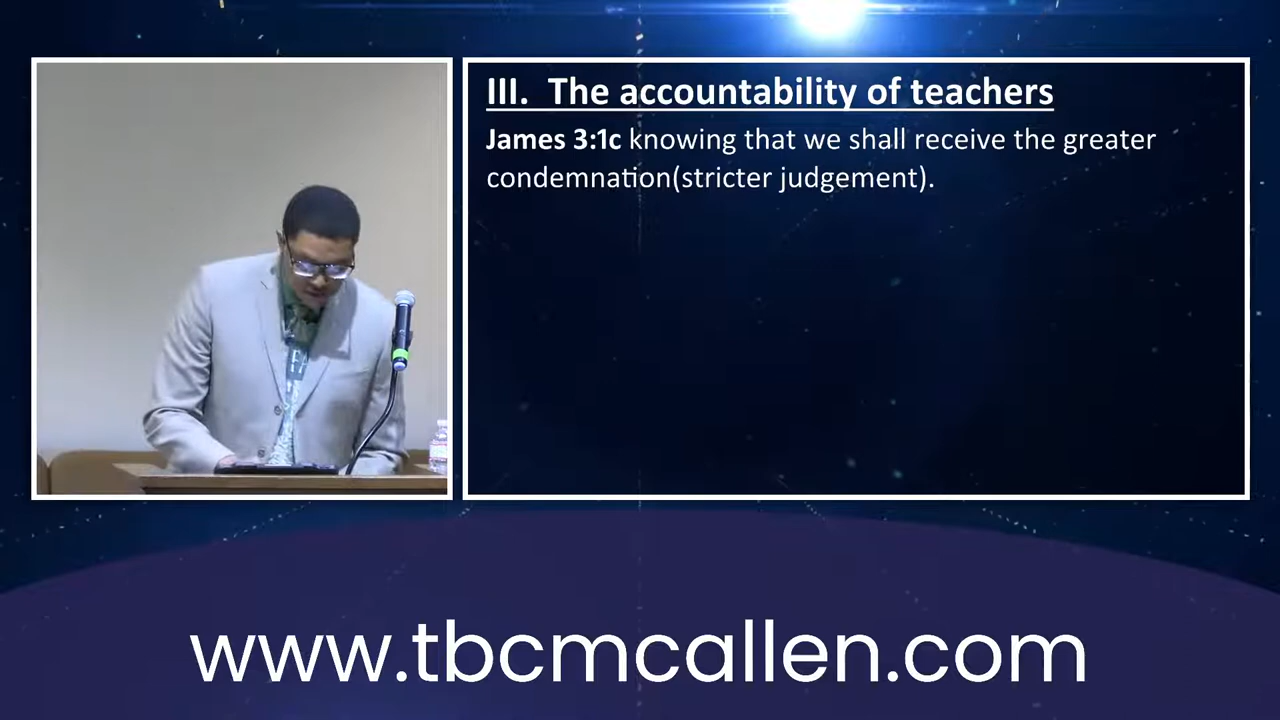 III. The accountability of teachers
James 3:1c knowing that we shall receive the greater
condemnation(stricter judgement).
www.tbcmcallen.com